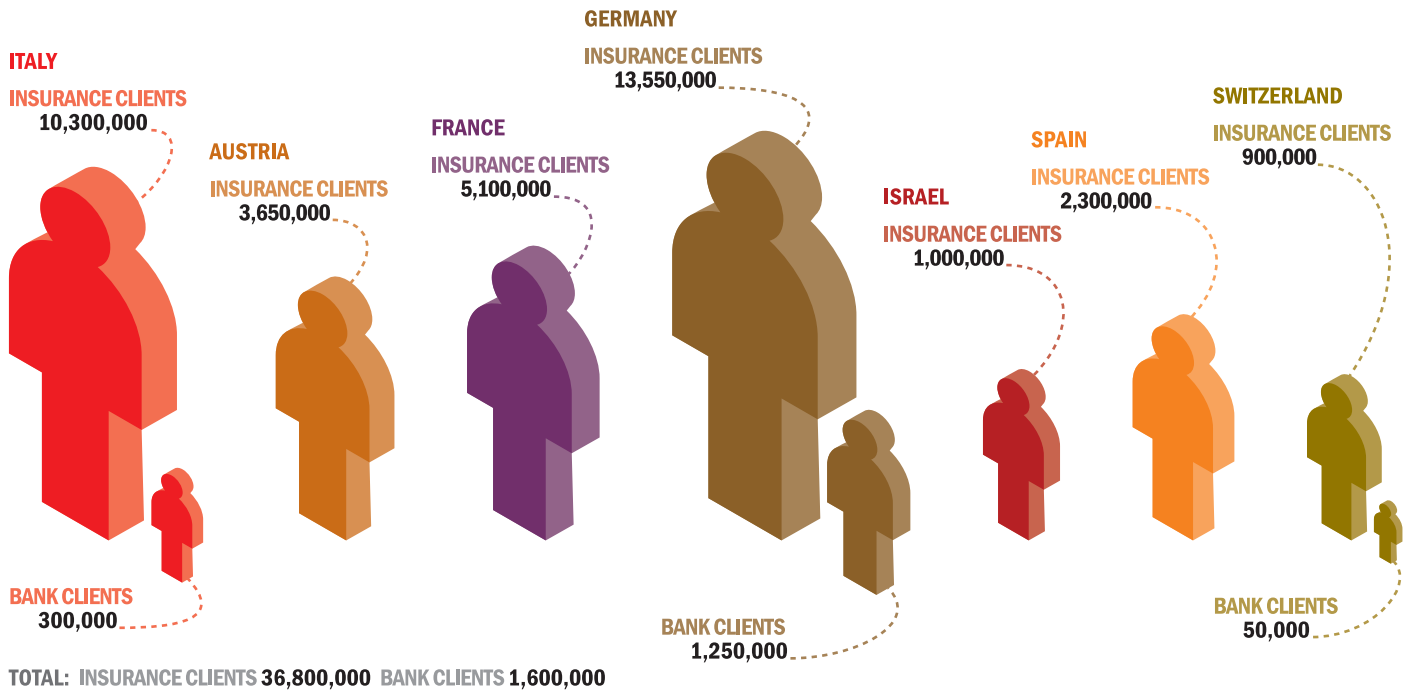 ITALY
INSURANCE CLIENTS
10,300,000
BANK CLIENTS
300,000
AUSTRIA
INSURANCE CLIENTS
3,650,000
FRANCE
INSURANCE CLIENTS
5,100,000
GERMANY
INSURANCE CLIENTS
13,550,000
BANK CLIENTS
1,250,000
ISRAEL
INSURANCE CLIENTS
1,000,000
SPAIN
INSURANCE CLIENTS
2,300,000
SWITZERLAND
INSURANCE CLIENTS
900,000
BANK CLIENTS
50,000
TOTAL: INSURANCE CLIENTS 36,800,000 BANK CLIENTS 1,600,000